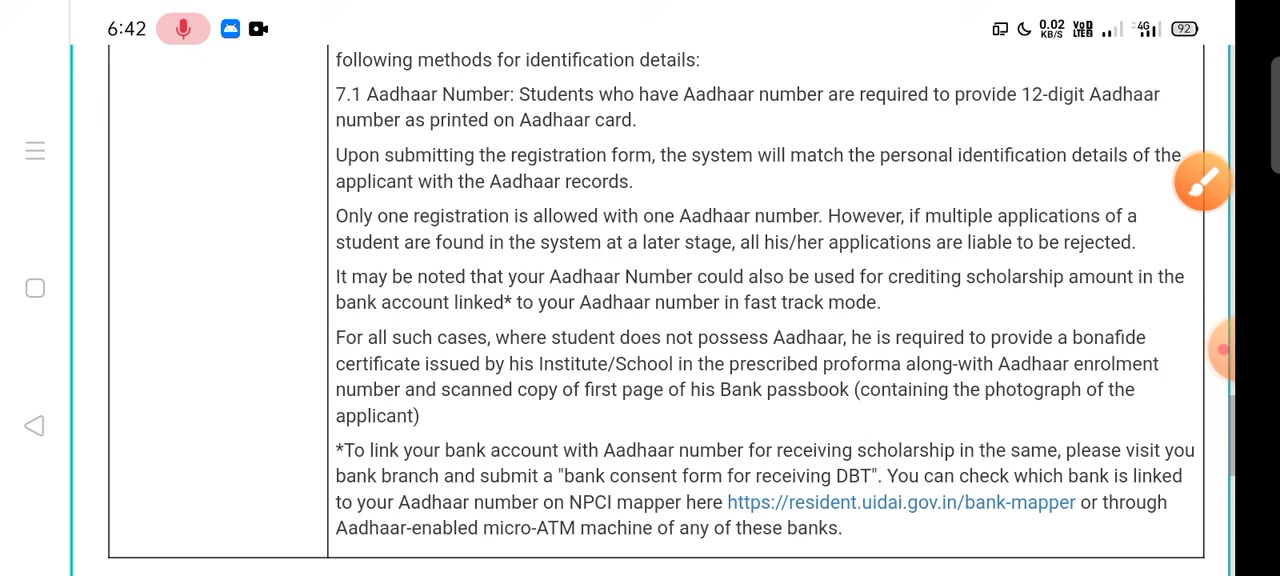 6:42
0.02
KB/S
Vo
LTE 2
4G
92
following methods for identification details:
7.1 Aadhaar Number: Students who have Aadhaar number are required to provide 12-digit Aadhaar
number as printed on Aadhaar card.
Upon submitting the registration form, the system will match the personal identification details of the
applicant with the Aadhaar records.
Only one registration is allowed with one Aadhaar number. However, if multiple applications of a
student are found in the system at a later stage, all his/her applications are liable to be rejected.
It may be noted that your Aadhaar Number could also be used for crediting scholarship amount in the
bank account linked* to your Aadhaar number in fast track mode.
For all such cases, where student does not possess Aadhaar, he is required to provide a bonafide
certificate issued by his Institute/School in the prescribed proforma along-with Aadhaar enrolment
number and scanned copy of first page of his Bank passbook (containing the photograph of the
applicant)
*To link your bank account with Aadhaar number for receiving scholarship in the same, please visit you
bank branch and submit a "bank consent form for receiving DBT". You can check which bank is linked
to your Aadhaar number on NPCI mapper here https://resident.uidai.gov.in/bank-mapper or through
Aadhaar-enabled micro-ATM machine of any of these banks.